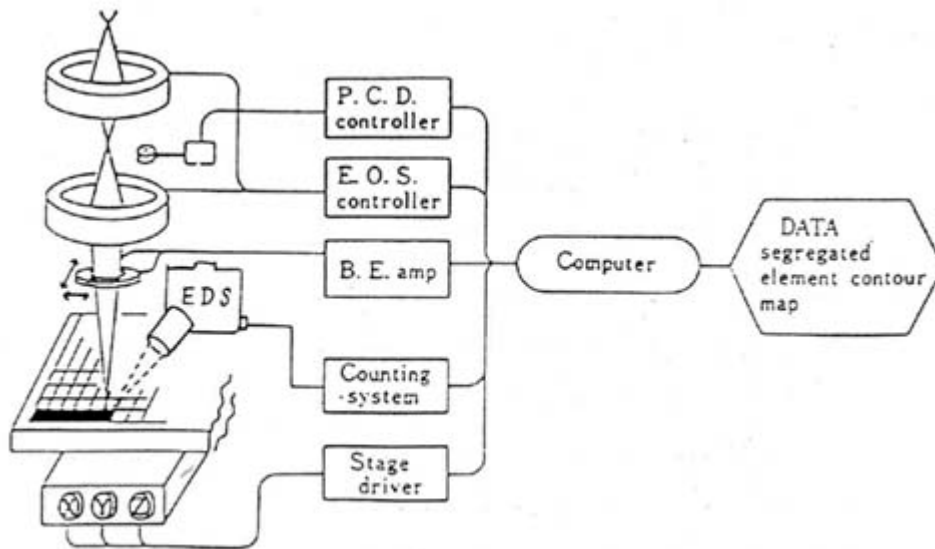 P. C. D.
controller
E. O. S.
controller
B. E. amp
EDS
Counting
-system
Stage
driver
X Y Z
Computer
DATA
segregated
element contour
map